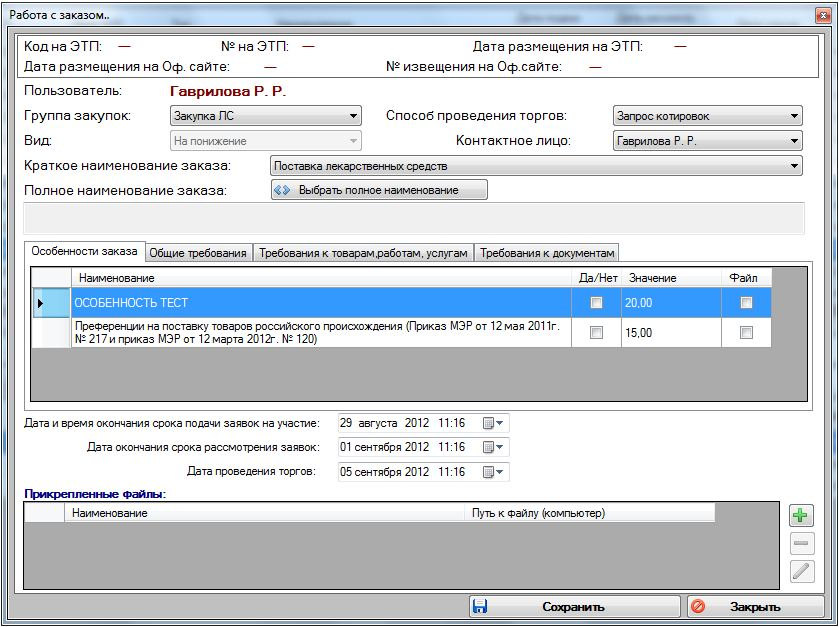 Работа с заказом..
Код на ЭТП: — № на ЭТП: — Дата размещения на ЭТП: —
Дата размещения на Оф. сайте: — № извещения на Оф.сайте: —
Пользователь: Гаврилова Р. Р.
Группа закупок: Закупка ЛС Способ проведения торгов: Запрос котировок
Вид: На понижение Контактное лицо: Гаврилова Р. Р.
Краткое наименование заказа: Поставка лекарственных средств
Полное наименование заказа: Выбрать полное наименование
Особенности заказа Общие требования Требования к товарам,работам, услугам Требования к документам
Наименование Да/Нет Значение Файл
ОСОБЕННОСТЬ ТЕСТ 20,00
Преференции на поставку товаров российского происхождения (Приказ МЭР от 12 мая 2011г.
№ 217 и приказ МЭР от 12 марта 2012г. № 120) 15,00
Дата и время окончания срока подачи заявок на участие: 29 августа 2012 11:16
Дата окончания срока рассмотрения заявок: 01 сентября 2012 11:16
Дата проведения торгов: 05 сентября 2012 11:16
Прикрепленные файлы:
Наименование Путь к файлу (компьютер)
Сохранить Закрыть